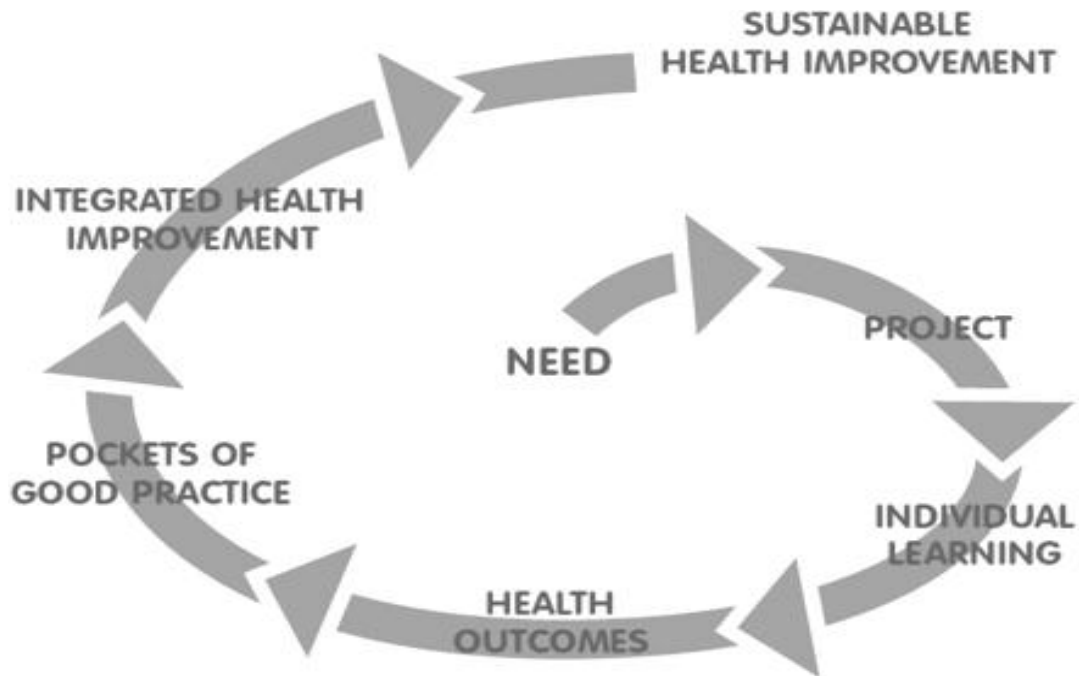 SUSTAINABLE
HEALTH IMPROVEMENT
INTEGRATED HEALTH
IMPROVEMENT
NEED
PROJECT
POCKETS OF
GOOD PRACTICE
INDIVIDUAL
LEARNING
HEALTH
OUTCOMES